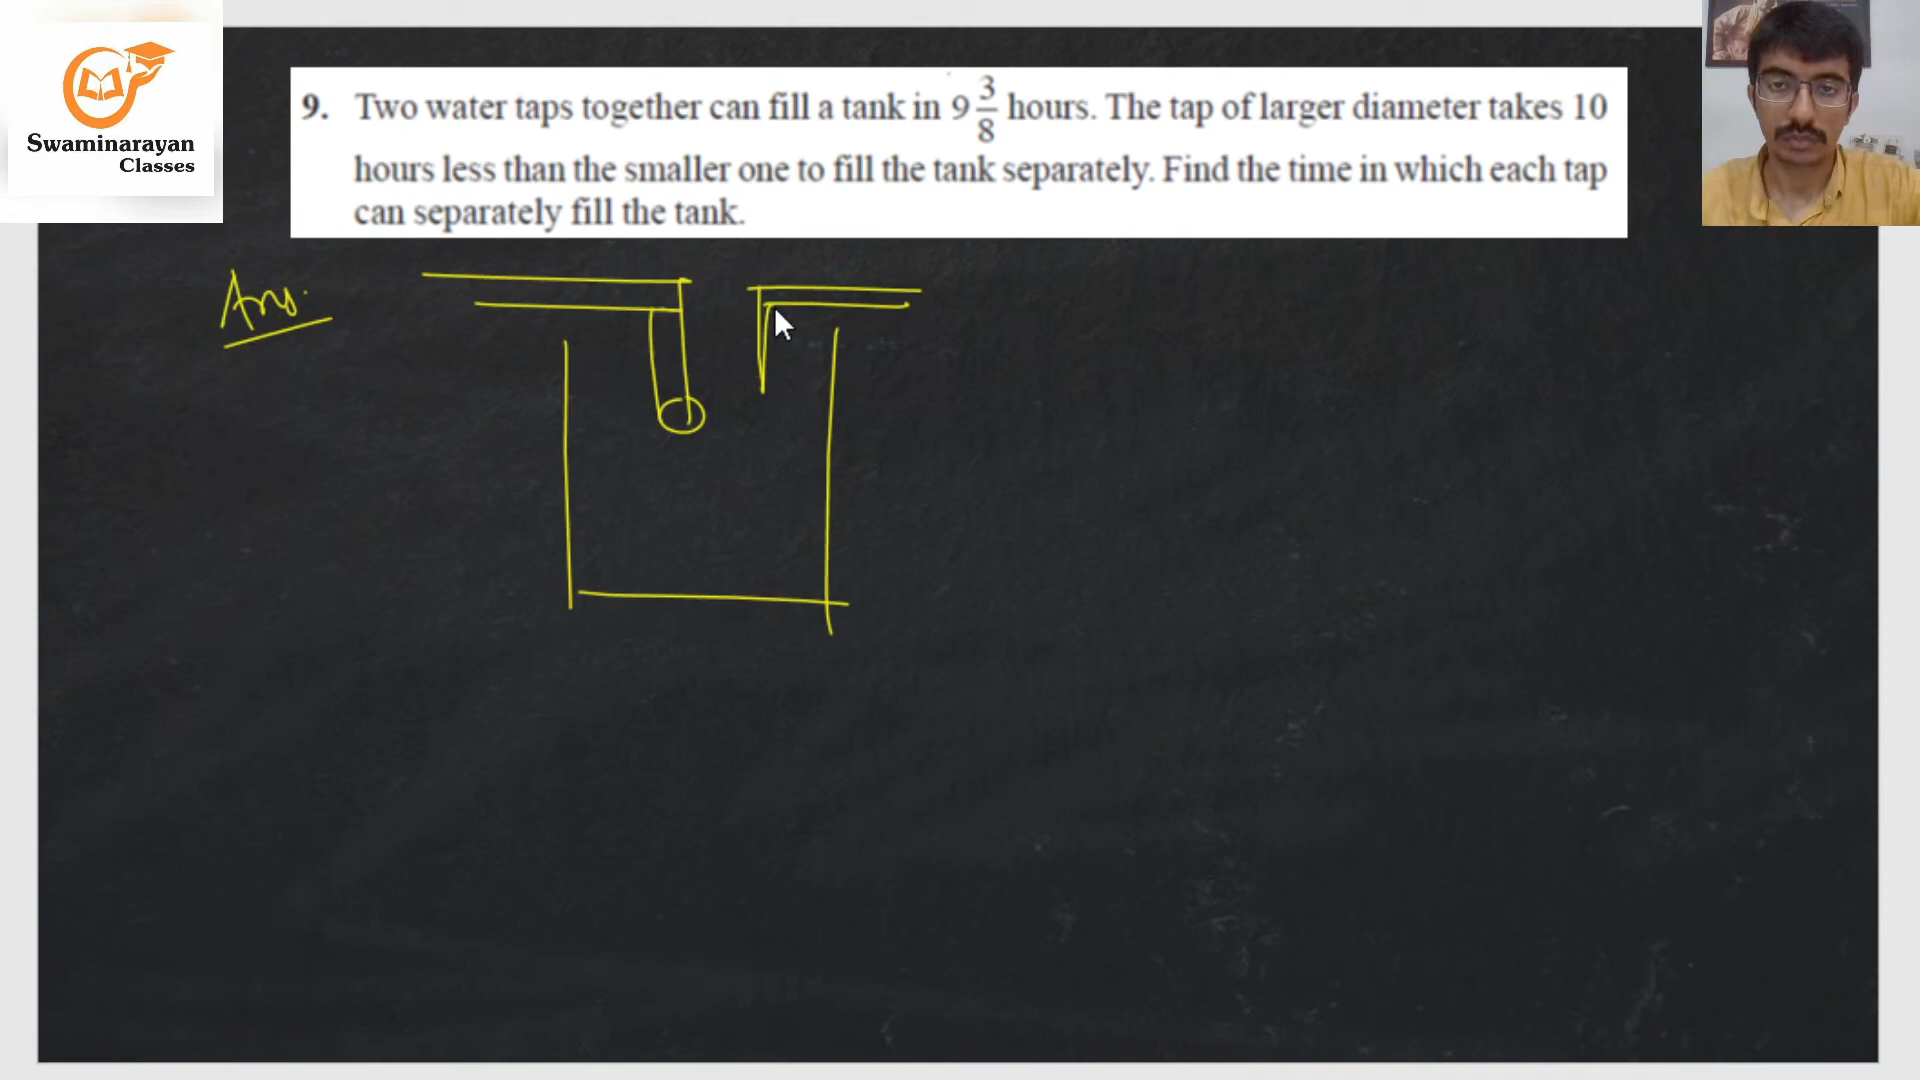 Swaminarayan
Classes
9. Two water taps together can fill a tank in 9 3/8 hours. The tap of larger diameter takes 10
hours less than the smaller one to fill the tank separately. Find the time in which each tap
can separately fill the tank.
Ans.